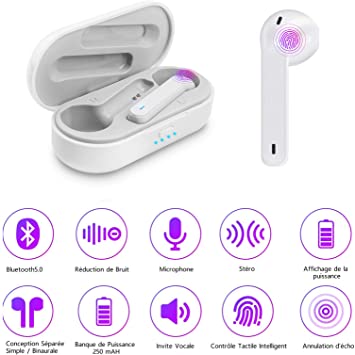 Bluetooth5.0
Réduction de Bruit
Microphone
Stéro
Affichage de la
puissance
Conception Séparée
Simple / Binaurale
Banque de Puissance
250 mAH
Invite Vocale
Contrôle Tactile Intelligent
Annulation d'écho